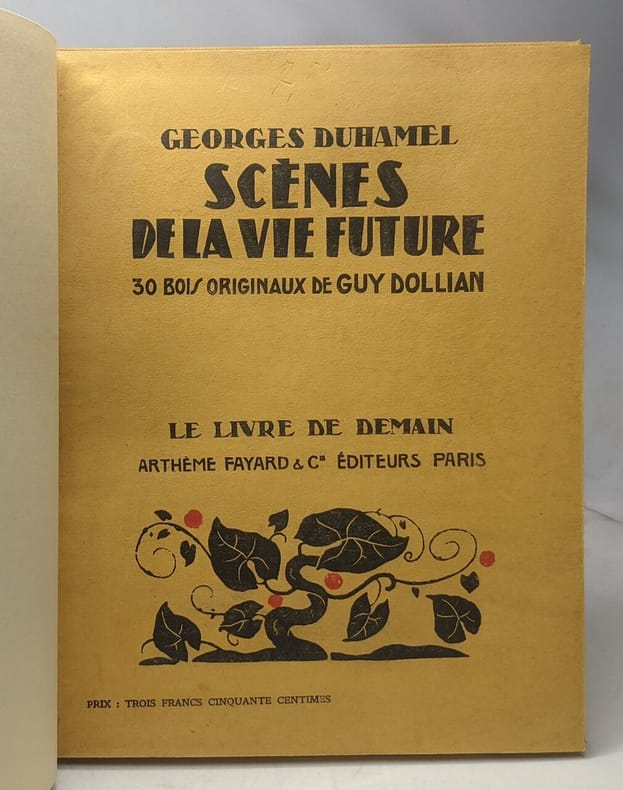 GEORGES DUHAMEL
SCÈNES
DE LA VIE FUTURE
30 BOIS ORIGINAUX DE GUY DOLLIAN
LE LIVRE DE DEMAIN
ARTHÈME FAYARD & Cie ÉDITEURS PARIS
PRIX : TROIS FRANCS CINQUANTE CENTIMES